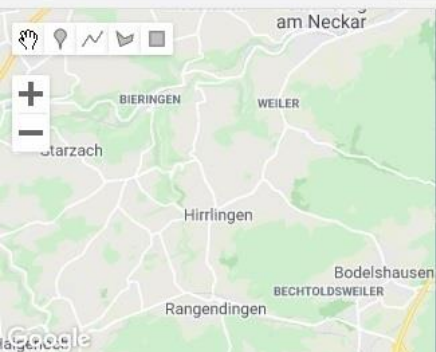 am Neckar
BIERINGEN
WEILER
Starzach
Hirrlingen
Bodelshausen
BECHTOLDSWEILER
Rangendingen
Google